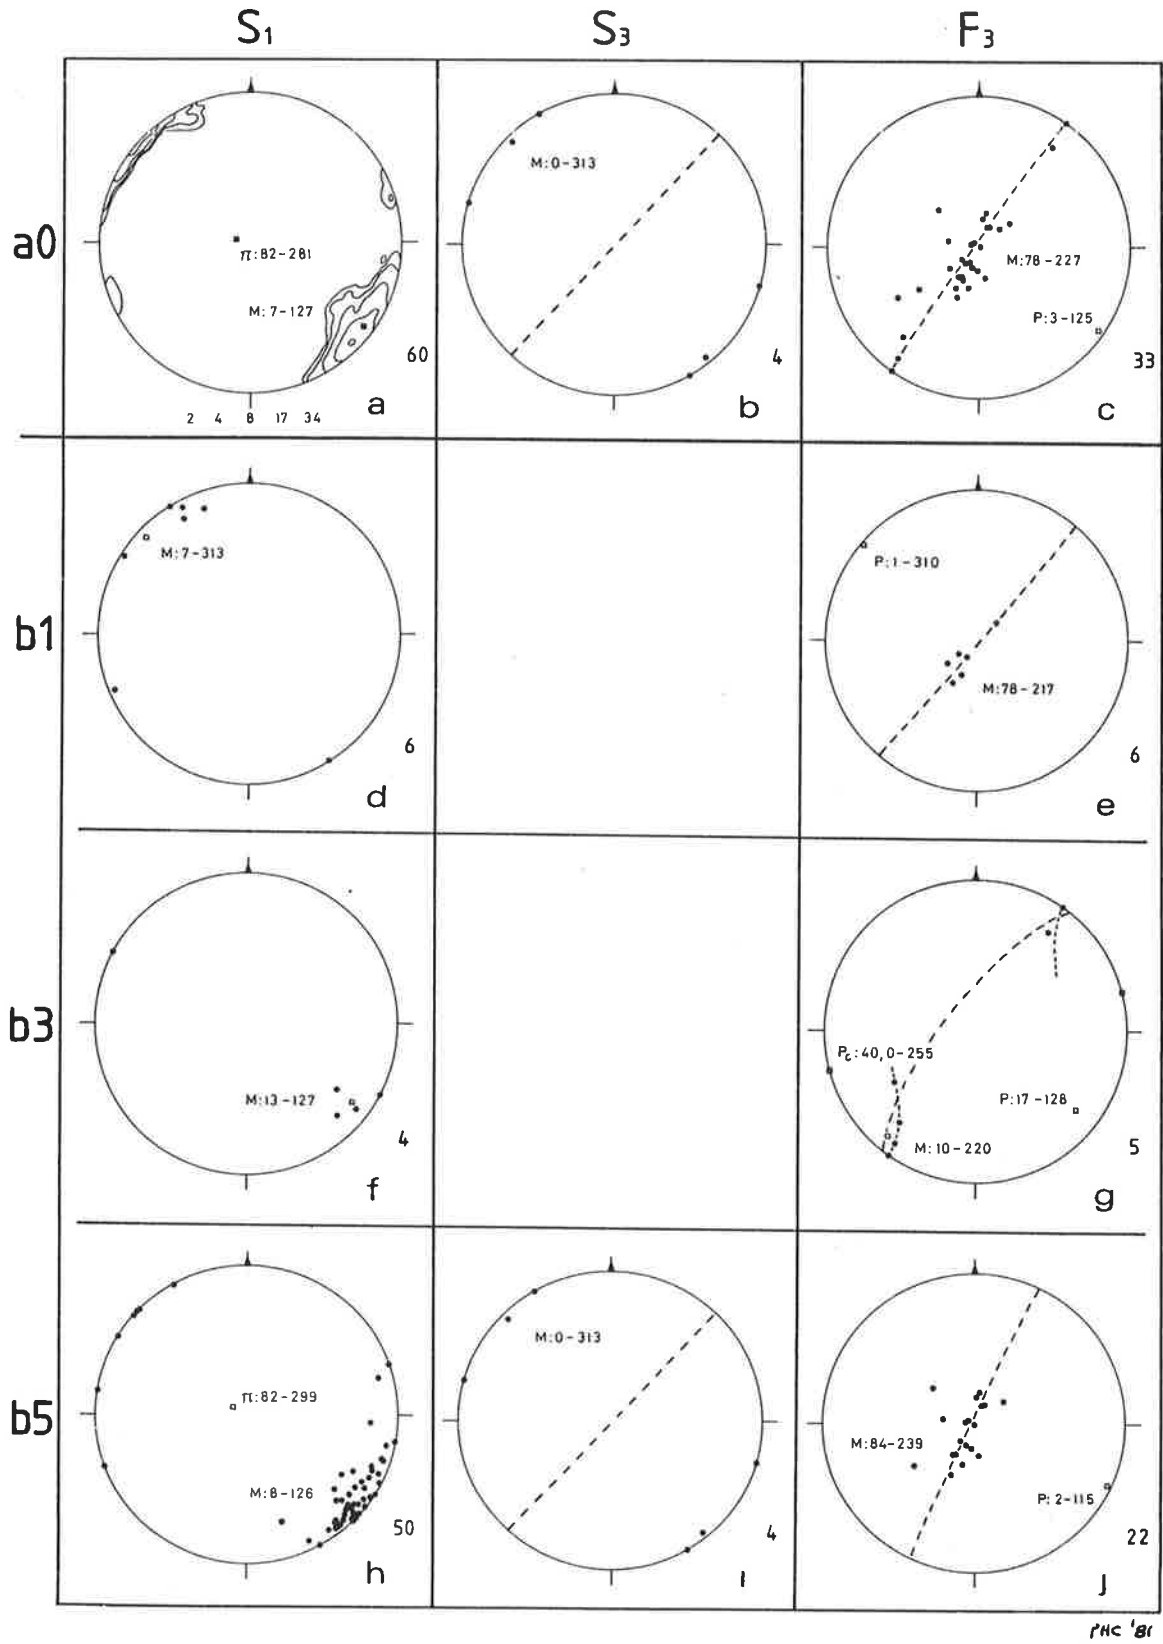 S1 S3 F3
a0
π:82-281
M:7-127
60
2 4 8 17 34
a
M:0-313
4
b
M:78-227
P:3-125
33
c
b1
M:7-313
6
d
P:1-310
M:78-217
6
e
b3
M:13-127
4
f
Pc:40,0-255
P:17-128
M:10-220
5
g
b5
π:82-299
M:8-126
50
h
M:0-313
4
i
M:84-239
P:2-115
22
j
PHC '81